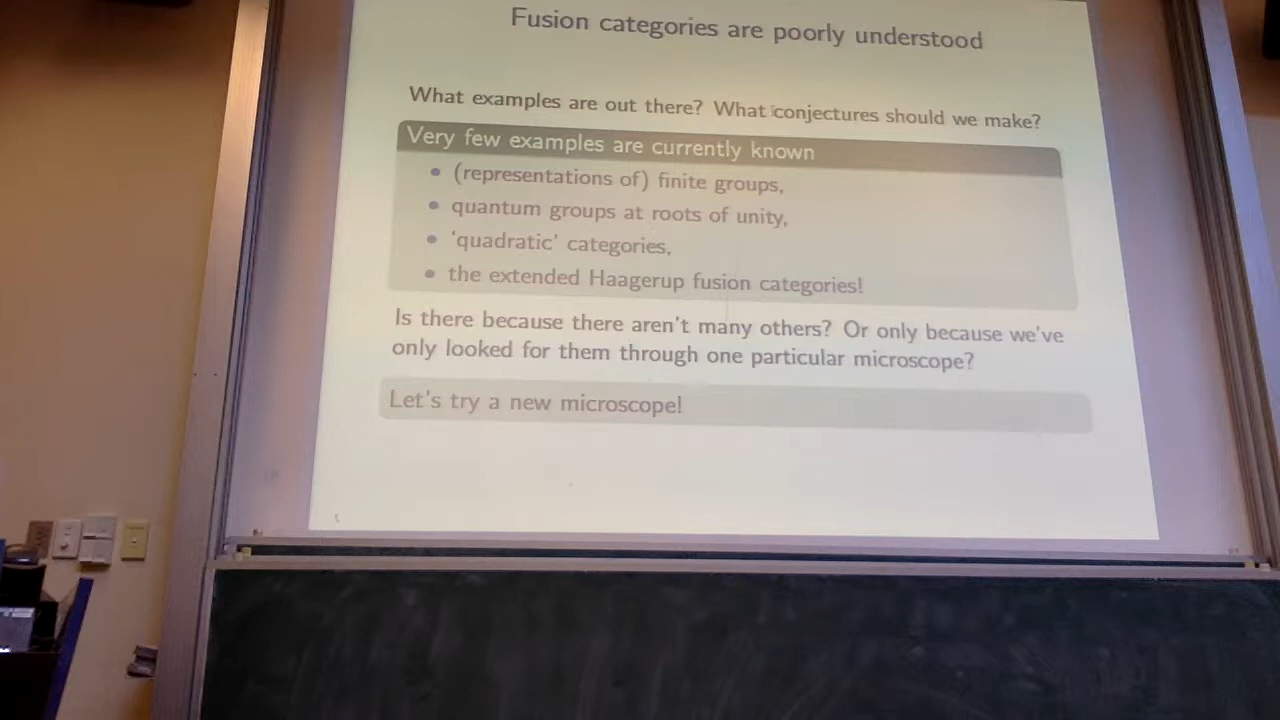 Fusion categories are poorly understood
What examples are out there? What conjectures should we make?
Very few examples are currently known
• (representations of) finite groups,
• quantum groups at roots of unity,
• ‘quadratic’ categories,
• the extended Haagerup fusion categories!
Is there because there aren't many others? Or only because we've
only looked for them through one particular microscope?
Let's try a new microscope!